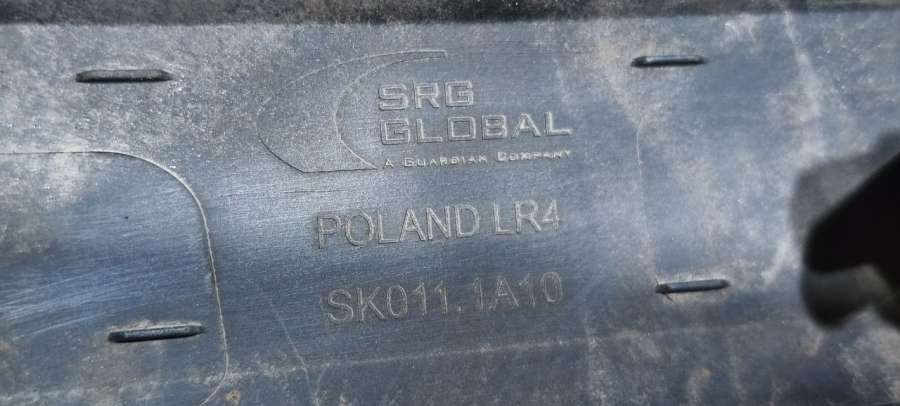 SRG
GLOBAL
A GUARDIAN COMPANY
POLAND LR4
SK011.1A10